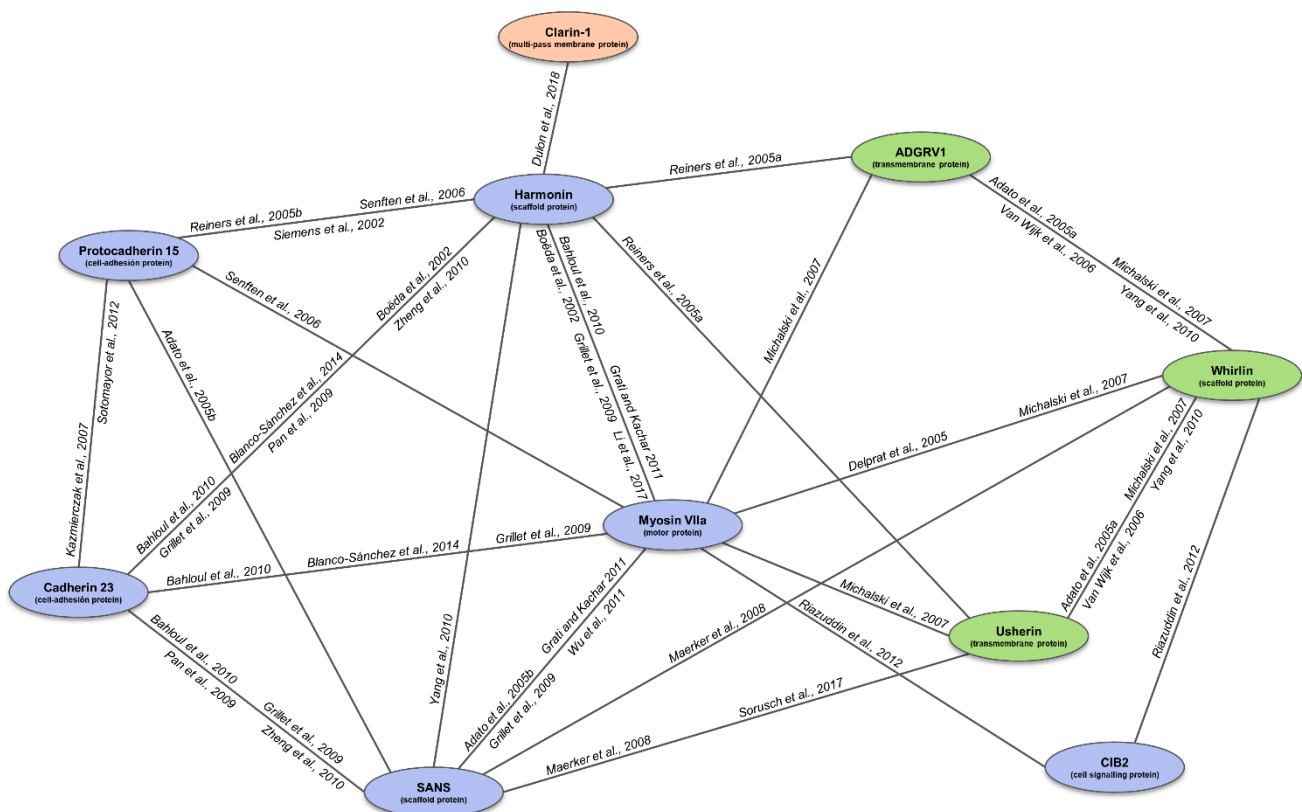 Clarin-1
(multi-pass membrane protein)
Dulon et al., 2018
ADGRV1
(transmembrane protein)
Reiners et al., 2005a
Harmonin
(scaffold protein)
Senften et al., 2006
Reiners et al., 2005b
Siemens et al., 2002
Protocadherin 15
(cell-adhesión protein)
Adato et al., 2005a
Van Wijk et al., 2006
Michalski et al., 2007
Yang et al., 2010
Senften et al., 2006
Boëda et al., 2002
Zheng et al., 2010
Blanco-Sánchez et al., 2014
Pan et al., 2009
Bahloul et al., 2010
Grillet et al., 2009
Boëda et al., 2002
Bahloul et al., 2010
Grillet et al., 2009
Grati and Kachar 2011
Li et al., 2017
Reiners et al., 2005a
Michalski et al., 2007
Sotomayor et al., 2012
Kazmierczak et al., 2007
Adato et al., 2005b
Whirlin
(scaffold protein)
Michalski et al., 2007
Delprat et al., 2005
Michalski et al., 2007
Yang et al., 2010
Adato et al., 2005a
Van Wijk et al., 2006
Riazuddin et al., 2012
Myosin VIIa
(motor protein)
Grillet et al., 2009
Blanco-Sánchez et al., 2014
Bahloul et al., 2010
Cadherin 23
(cell-adhesión protein)
Michalski et al., 2007
Usherin
(transmembrane protein)
Riazuddin et al., 2012
Maerker et al., 2008
Yang et al., 2010
Grati and Kachar 2011
Wu et al., 2011
Adato et al., 2005b
Grillet et al., 2009
Bahloul et al., 2010
Pan et al., 2009
Grillet et al., 2009
Zheng et al., 2010
Sorusch et al., 2017
Maerker et al., 2008
SANS
(scaffold protein)
CIB2
(cell signalling protein)